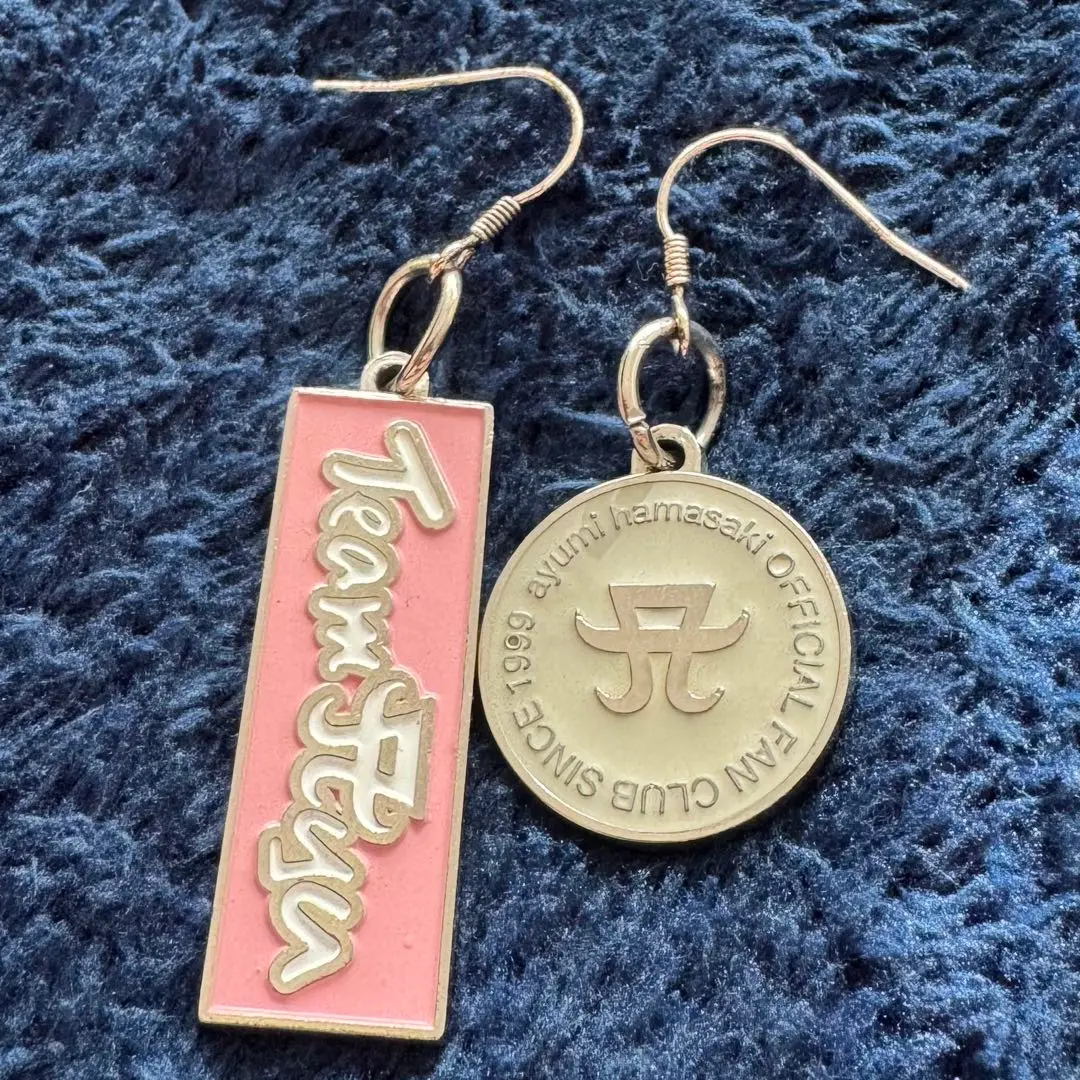 TeamAyu
ayumi hamasaki OFFICIAL FAN CLUB SINCE 1999